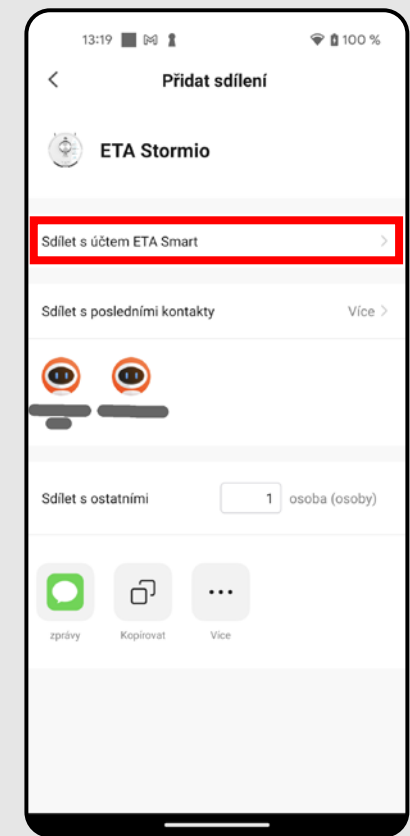 13:19 100 %
Přidat sdílení
ETA Stormio
Sdílet s účtem ETA Smart
Sdílet s posledními kontakty Více
Sdílet s ostatními 1 osoba (osoby)
zprávy Kopírovat Více